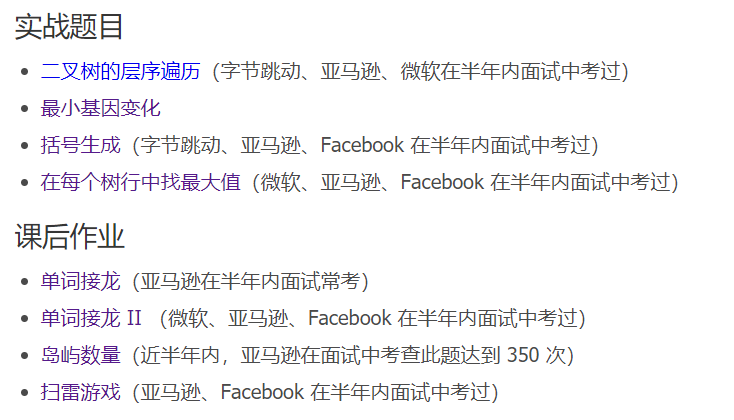 实战题目
二叉树的层序遍历（字节跳动、亚马逊、微软在半年内面试中考过）
最小基因变化
括号生成（字节跳动、亚马逊、Facebook 在半年内面试中考过）
在每个树行中找最大值（微软、亚马逊、Facebook 在半年内面试中考过）
课后作业
单词接龙（亚马逊在半年内面试常考）
单词接龙 II （微软、亚马逊、Facebook 在半年内面试中考过）
岛屿数量（近半年内，亚马逊在面试中考查此题达到 350 次）
扫雷游戏（亚马逊、Facebook 在半年内面试中考过）